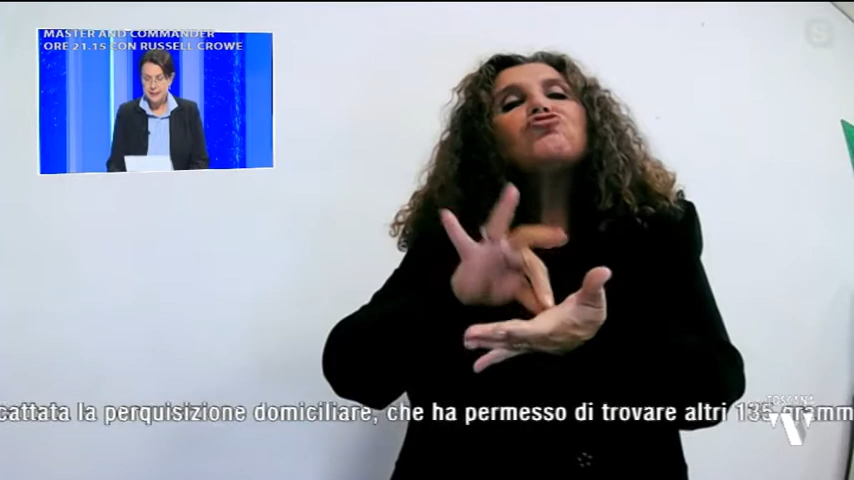 MASTER AND COMMANDER
ORE 21.15 CON RUSSELL CROWE
S
cattata la perquisizione domiciliare, che ha permesso di trovare altri 135 gramm
TOSCANA